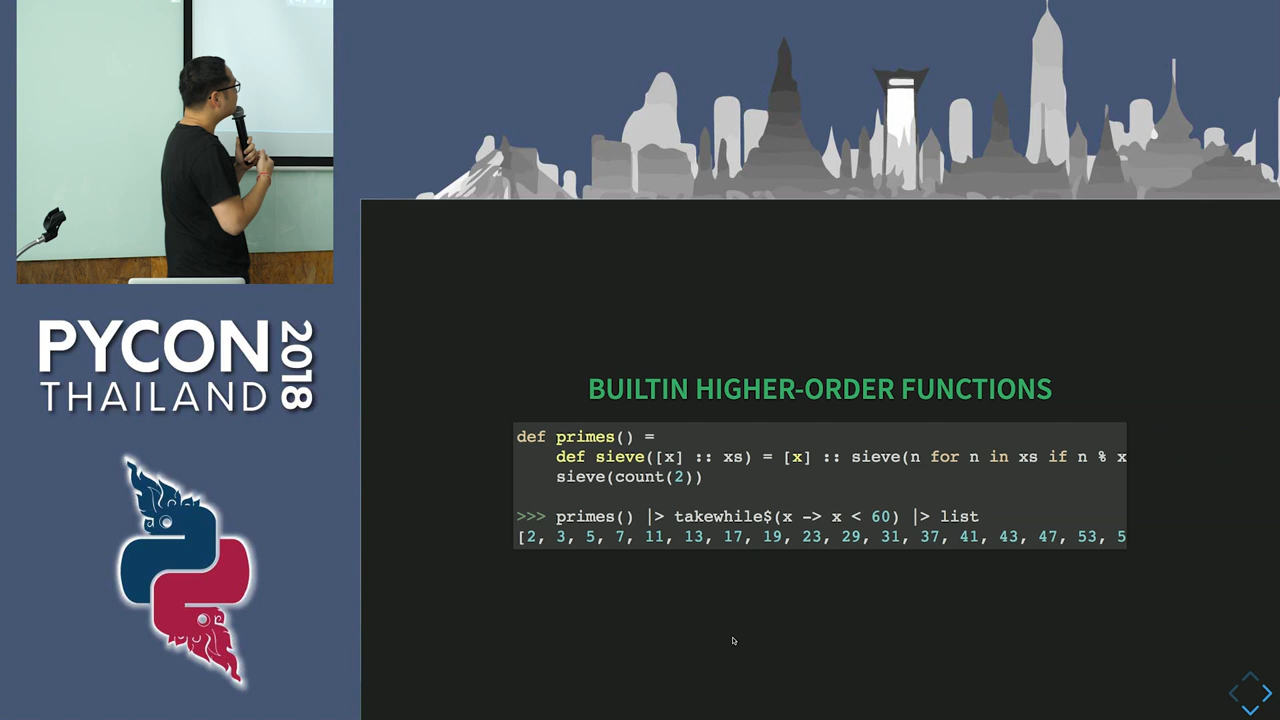 PYCON
THAILAND
2018
BUILTIN HIGHER-ORDER FUNCTIONS
def primes() =
    def sieve([x] :: xs) = [x] :: sieve(n for n in xs if n % x
    sieve(count(2))
>>> primes() |> takewhile$(x -> x < 60) |> list
[2, 3, 5, 7, 11, 13, 17, 19, 23, 29, 31, 37, 41, 43, 47, 53, 5